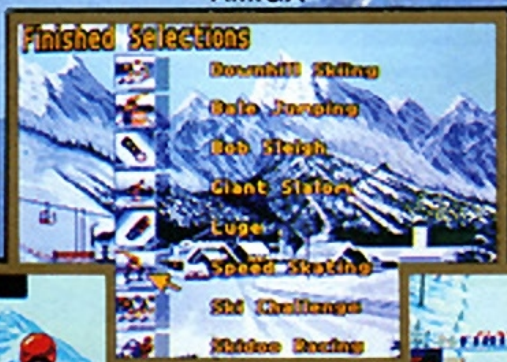 Finished Selections
Downhill Skiing
Bale Jumping
Bob Sleigh
Giant Slalom
Luge
Speed Skating
Ski Challenge
Skidoo Racing